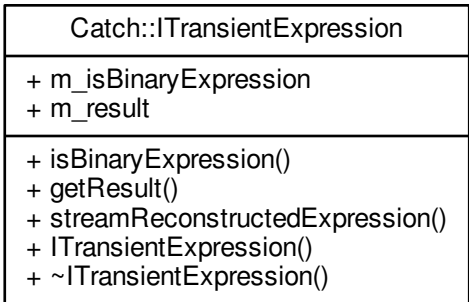 Catch::ITransientExpression
+ m_isBinaryExpression
+ m_result
+ isBinaryExpression()
+ getResult()
+ streamReconstructedExpression()
+ ITransientExpression()
+ ~ITransientExpression()